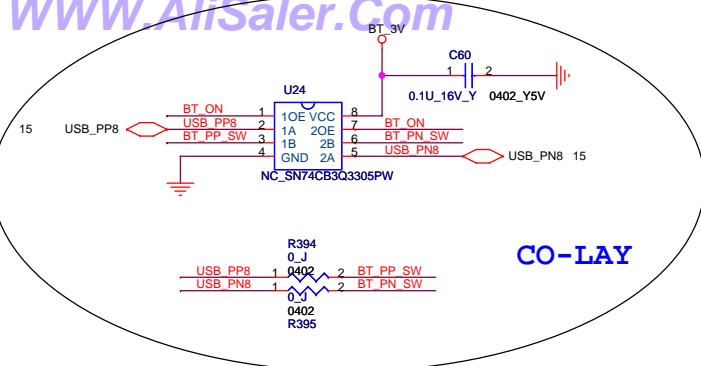 WWW.AliSaler.Com
BT_3V
C60
1 2
0.1U_16V_Y 0402_Y5V
U24
BT_ON 1 1OE VCC 8
15 USB_PP8 USB_PP8 2 1A 2OE 7 BT_ON
BT_PP_SW 3 1B 2B 6 BT_PN_SW
4 GND 2A 5 USB_PN8 USB_PN8 15
NC_SN74CB3Q3305PW
R394
0_J
CO-LAY
0402
USB_PP8 1 2 BT_PP_SW
USB_PN8 1 2 BT_PN_SW
0_J
0402
R395